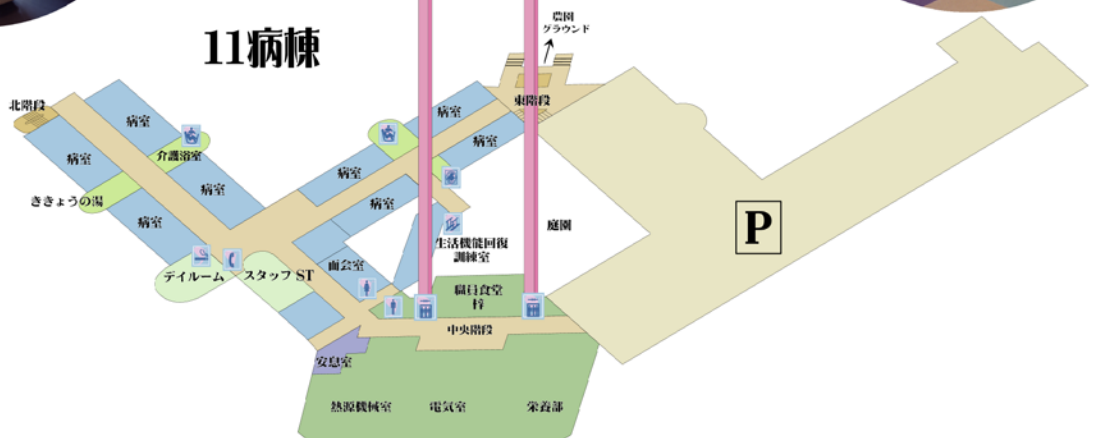 11病棟
農園
グラウンド
北階段
東階段
病室
病室
病室
病室
介護浴室
病室
病室
ききょうの湯
病室
病室
庭園
P
生活機能回復
訓練室
面会室
デイルーム
スタッフST
職員食堂
梓
中央階段
安息室
熱源機械室
電気室
栄養部